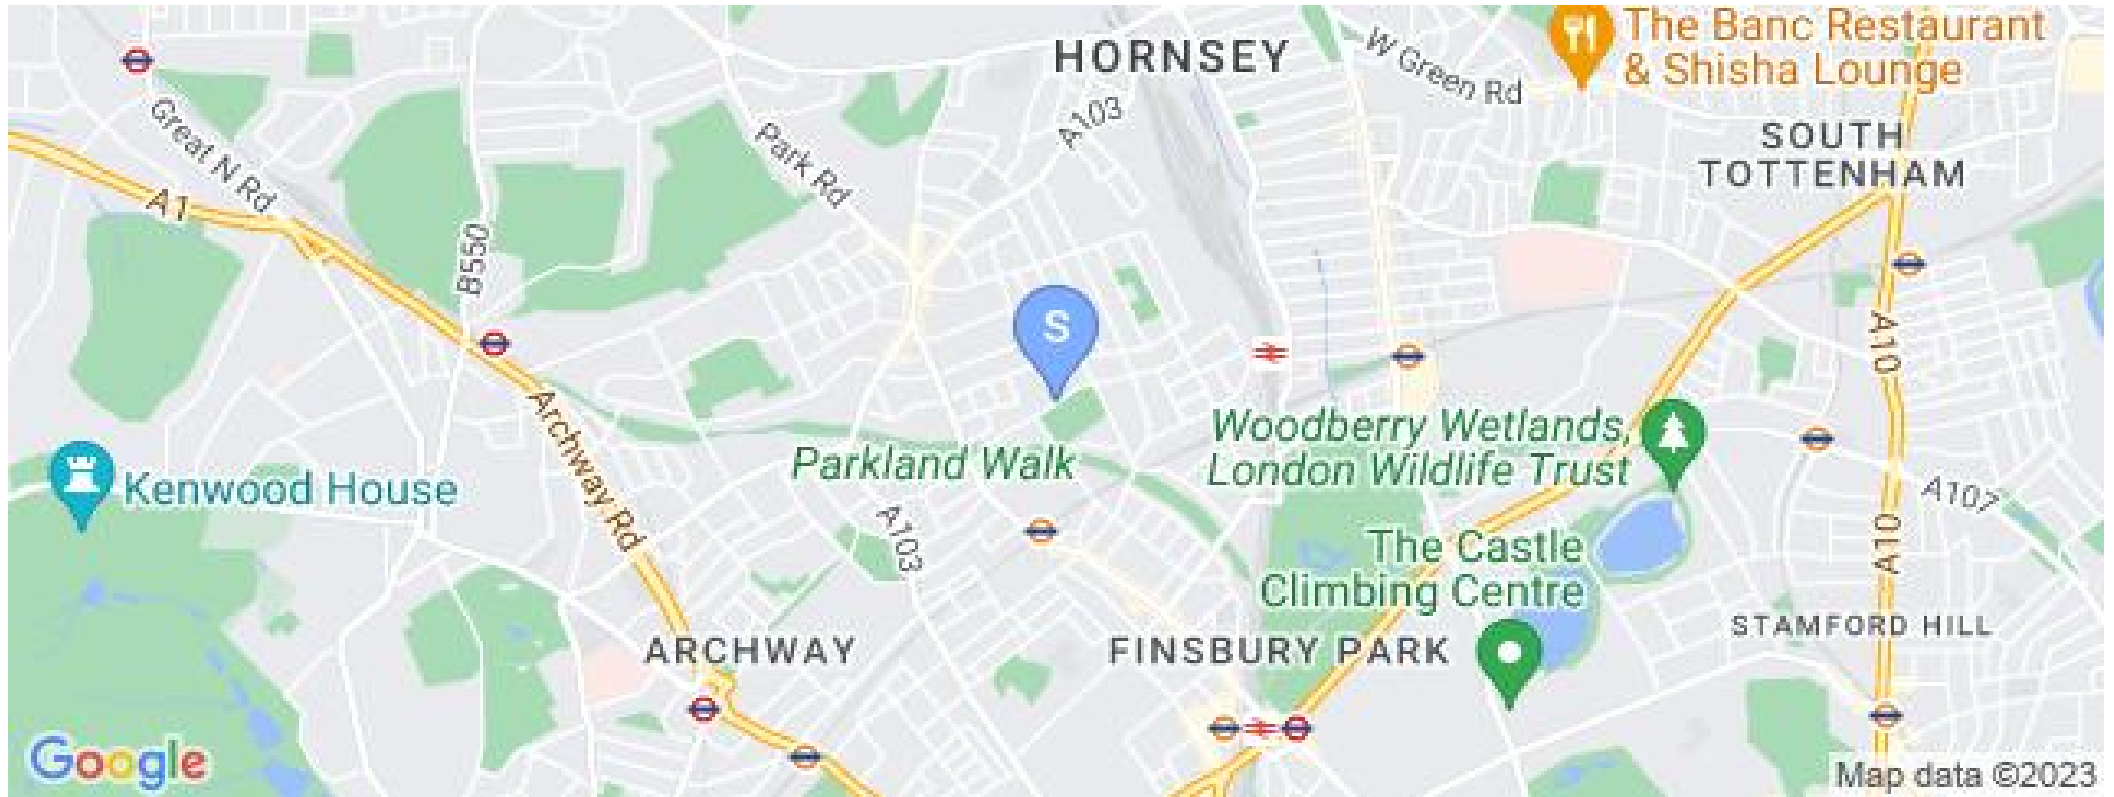 The Banc Restaurant
& Shisha Lounge
HORNSEY
W Green Rd
A103
Great N Rd
Park Rd
SOUTH
TOTTENHAM
A1
B550
S
A10
Archway Rd
Woodberry Wetlands,
London Wildlife Trust
Parkland Walk
Kenwood House
A107
A103
A10
The Castle
Climbing Centre
ARCHWAY
FINSBURY PARK
STAMFORD HILL
Google
Map data ©2023